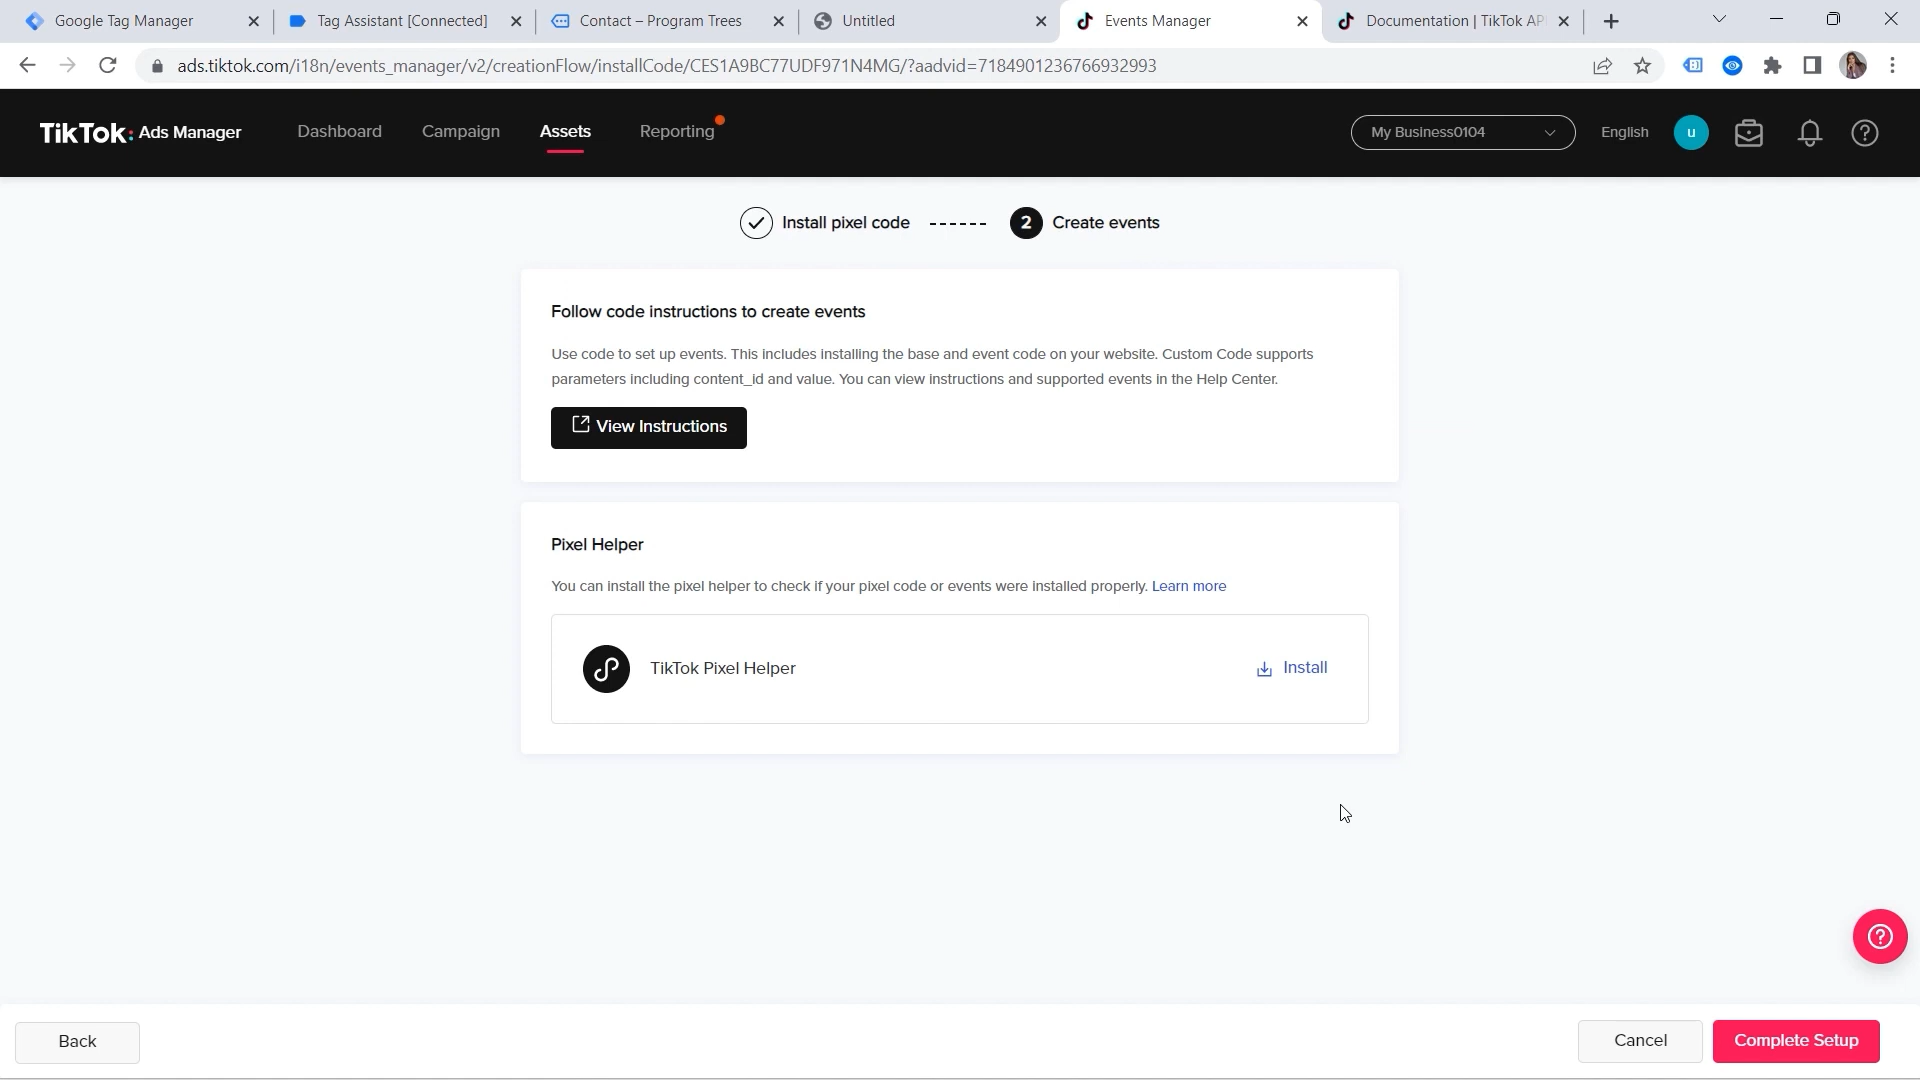 Google Tag Manager
Tag Assistant [Connected]
Contact – Program Trees
Untitled
Events Manager
Documentation | TikTok AP
ads.tiktok.com/i18n/events_manager/v2/creationFlow/installCode/CES1A9BC77UDF971N4MG/?aadvid=7184901236766932993
TikTok: Ads Manager
Dashboard
Campaign
Assets
Reporting
My Business0104
English
u
Install pixel code
2 Create events
Follow code instructions to create events
Use code to set up events. This includes installing the base and event code on your website. Custom Code supports
parameters including content_id and value. You can view instructions and supported events in the Help Center.
View Instructions
Pixel Helper
You can install the pixel helper to check if your pixel code or events were installed properly. Learn more
TikTok Pixel Helper
Install
Back
Cancel
Complete Setup